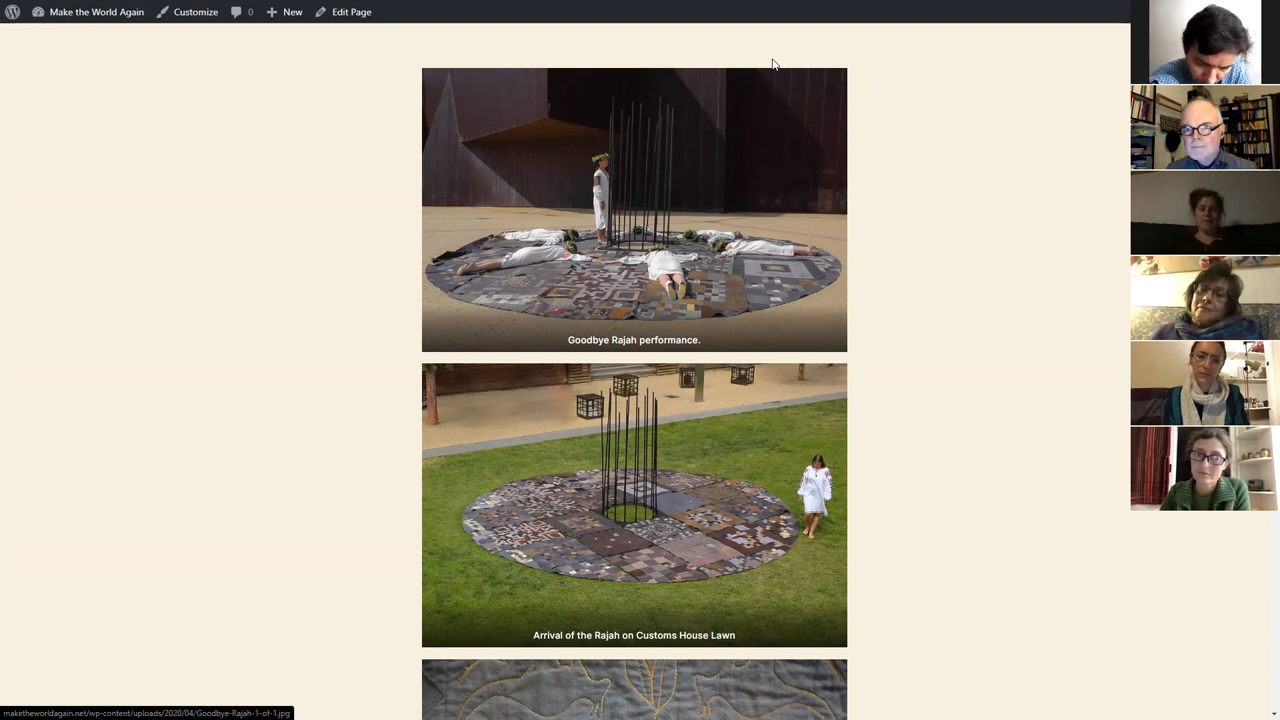 Make the World Again Customize 0 New Edit Page
Goodbye Rajah performance.
Arrival of the Rajah on Customs House Lawn
maketheworldagain.net/wp-content/uploads/2020/04/Goodbye-Rajah-1-of-1.jpg